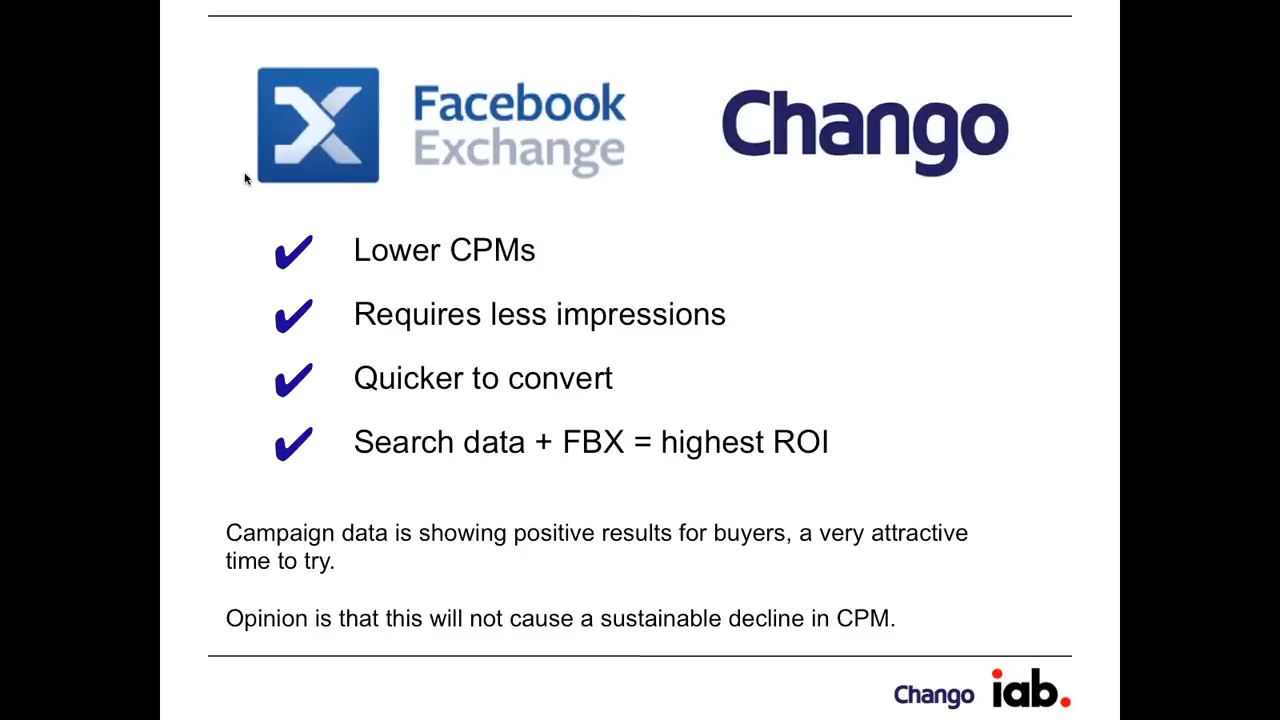 Facebook
Exchange
Chango
✔ Lower CPMs
✔ Requires less impressions
✔ Quicker to convert
✔ Search data + FBX = highest ROI
Campaign data is showing positive results for buyers, a very attractive
time to try.
Opinion is that this will not cause a sustainable decline in CPM.
Chango iab.